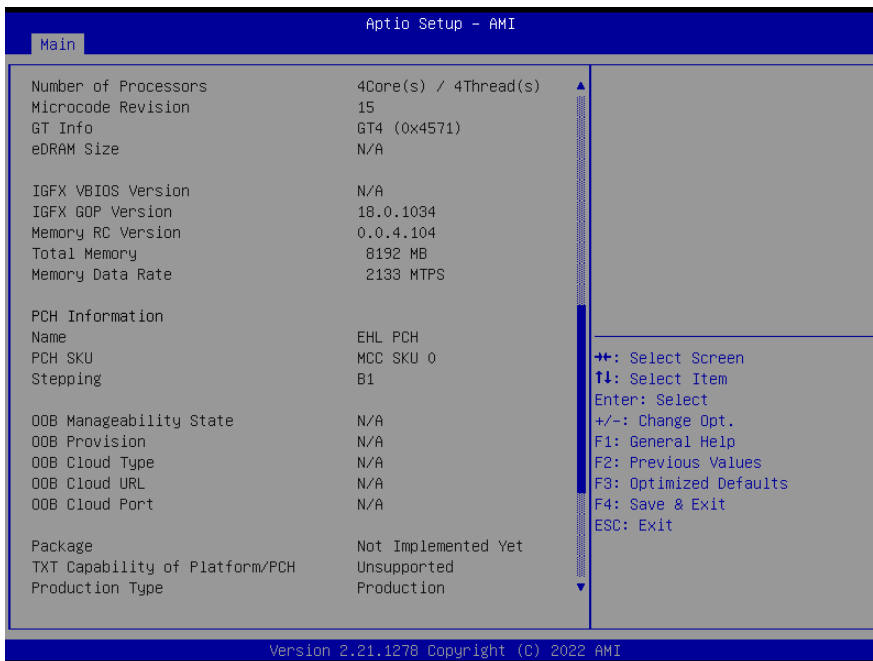 Aptio Setup – AMI
Main
Number of Processors 4Core(s) / 4Thread(s)
Microcode Revision 15
GT Info GT4 (0x4571)
eDRAM Size N/A
IGFX VBIOS Version N/A
IGFX GOP Version 18.0.1034
Memory RC Version 0.0.4.104
Total Memory 8192 MB
Memory Data Rate 2133 MTPS
PCH Information
Name EHL PCH
PCH SKU MCC SKU 0
Stepping B1
OOB Manageability State N/A
OOB Provision N/A
OOB Cloud Type N/A
OOB Cloud URL N/A
OOB Cloud Port N/A
Package Not Implemented Yet
TXT Capability of Platform/PCH Unsupported
Production Type Production
→←: Select Screen
↑↓: Select Item
Enter: Select
+/-: Change Opt.
F1: General Help
F2: Previous Values
F3: Optimized Defaults
F4: Save & Exit
ESC: Exit
Version 2.21.1278 Copyright (C) 2022 AMI